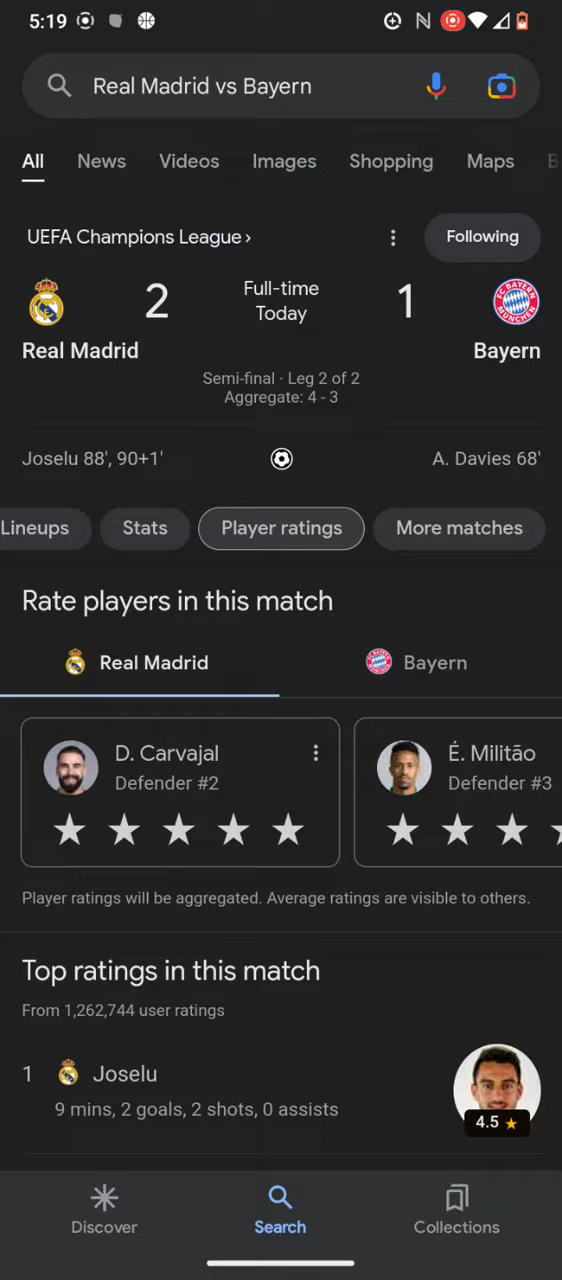 5:19
Real Madrid vs Bayern
All News Videos Images Shopping Maps
UEFA Champions League ›
Following
2 Full-time 1
Today
Real Madrid Bayern
Semi-final · Leg 2 of 2
Aggregate: 4 - 3
Joselu 88', 90+1' A. Davies 68'
Lineups Stats Player ratings More matches
Rate players in this match
Real Madrid Bayern
D. Carvajal É. Militão
Defender #2 Defender #3
Player ratings will be aggregated. Average ratings are visible to others.
Top ratings in this match
From 1,262,744 user ratings
1 Joselu
9 mins, 2 goals, 2 shots, 0 assists
4.5
Discover Search Collections